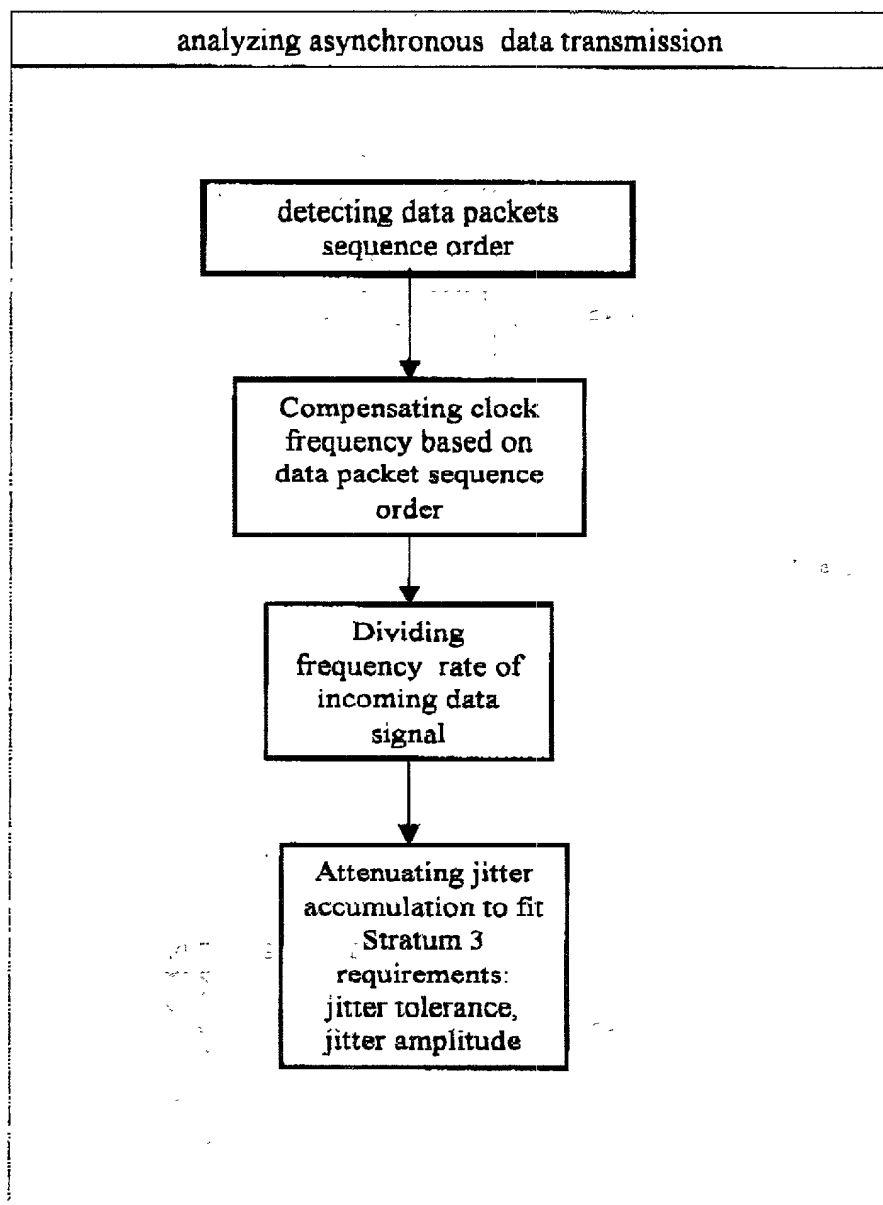 analyzing asynchronous data transmission
detecting data packets
sequence order
Compensating clock
frequency based on
data packet sequence
order
Dividing
frequency rate of
incoming data
signal
Attenuating jitter
accumulation to fit
Stratum 3
requirements:
jitter tolerance,
jitter amplitude